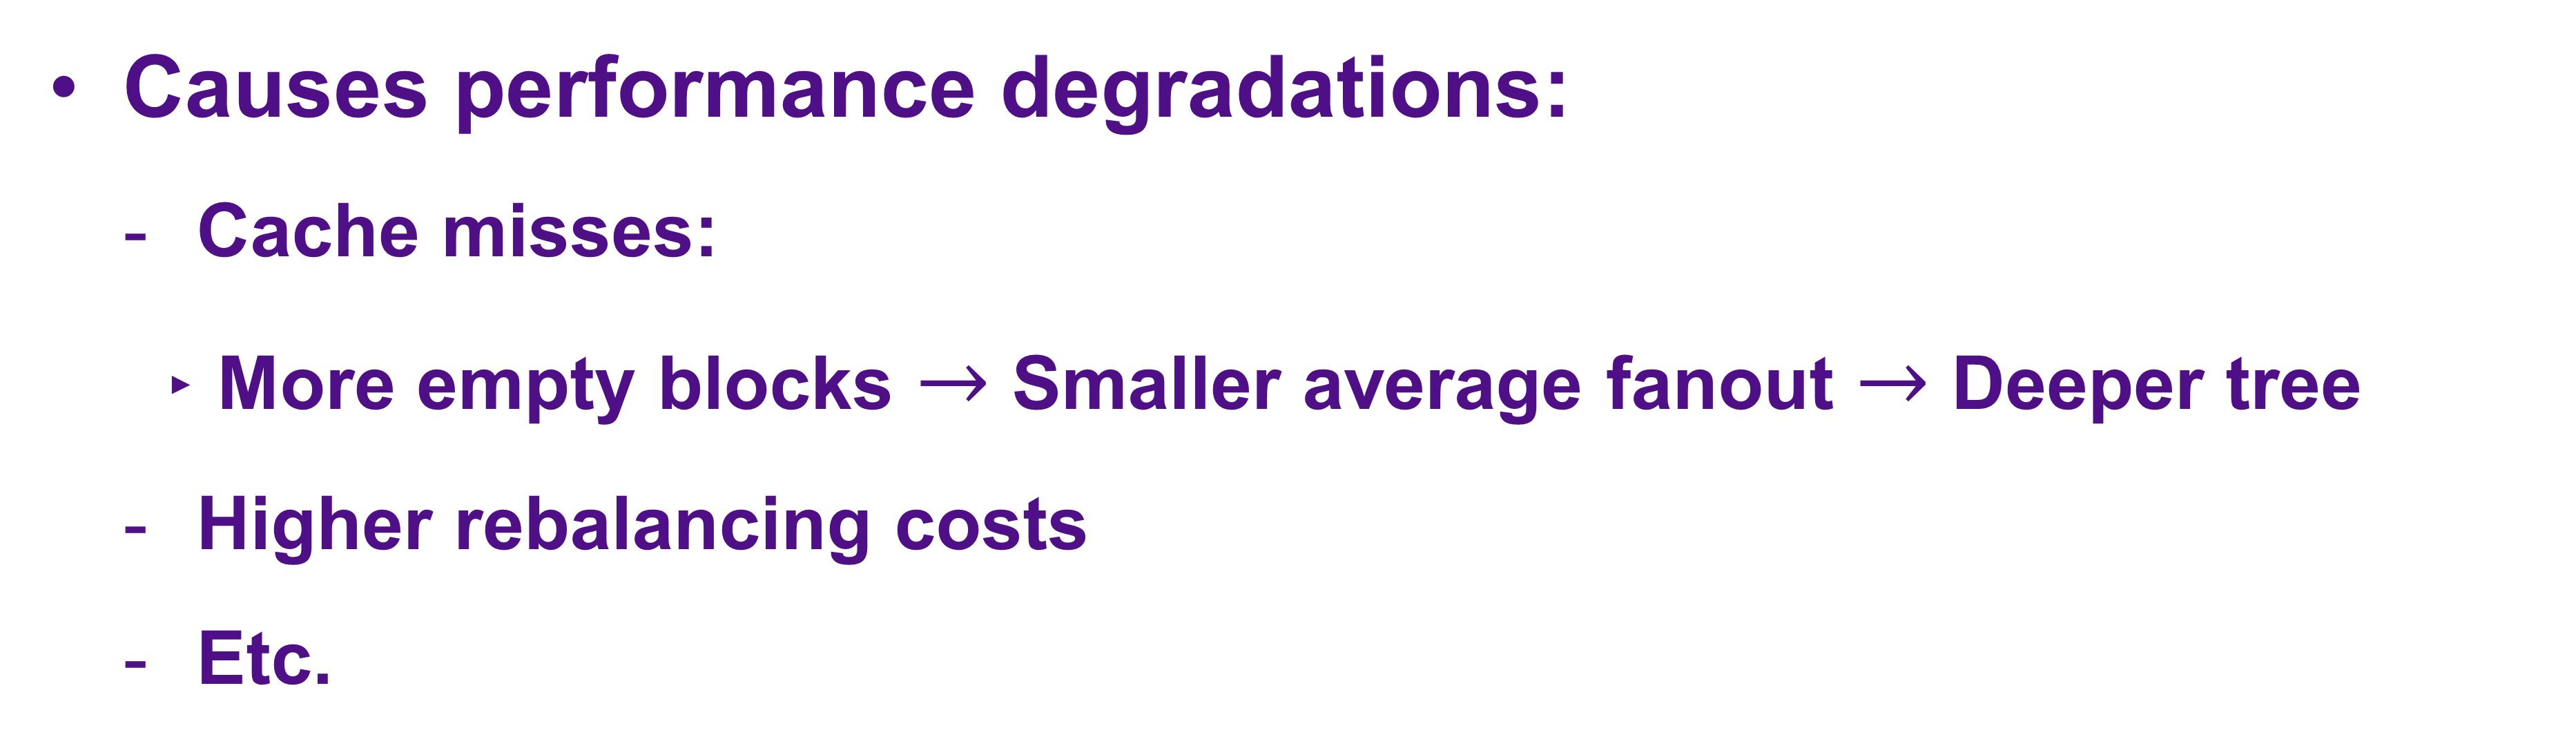 • Causes performance degradations:
- Cache misses:
‣ More empty blocks → Smaller average fanout → Deeper tree
- Higher rebalancing costs
- Etc.